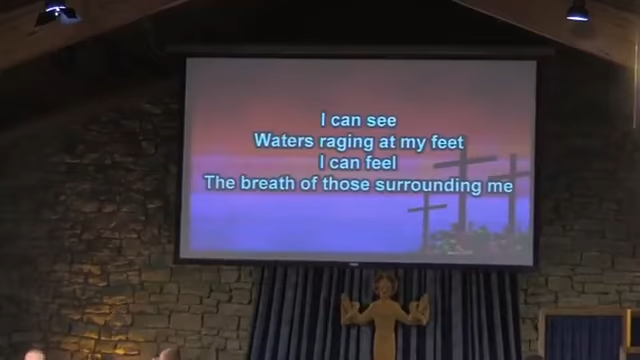 I can see
Waters raging at my feet
I can feel
The breath of those surrounding me